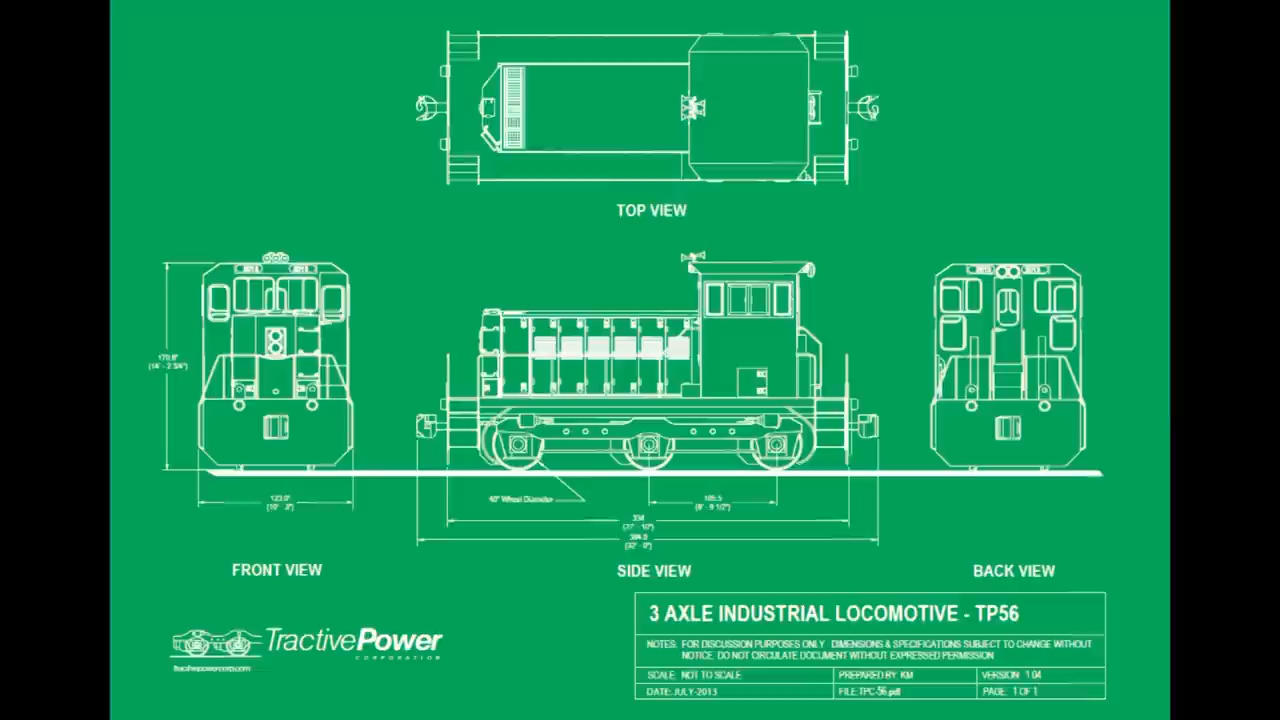 TOP VIEW
170.8"
(14' - 2 3/4")
123.0"
40" Wheel Diameter
105.5
(8' - 9 1/2")
334
(27' - 10")
384.0
(32' - 0")
FRONT VIEW
SIDE VIEW
BACK VIEW
3 AXLE INDUSTRIAL LOCOMOTIVE - TP56
NOTES: FOR DISCUSSION PURPOSES ONLY DIMENSIONS & SPECIFICATIONS SUBJECT TO CHANGE WITHOUT
NOTICE. DO NOT CIRCULATE DOCUMENT WITHOUT EXPRESSED PERMISSION
SCALE: NOT TO SCALE
PREPARED BY: KM
VERSION 1.04
DATE: JULY-2013
FILE: TPC-56.pdf
PAGE: 1 OF 1
TractivePower
CORPORATION
tractivepowercorp.com